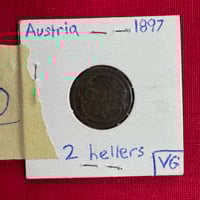 Austria — — 1897
2 hellers
VG